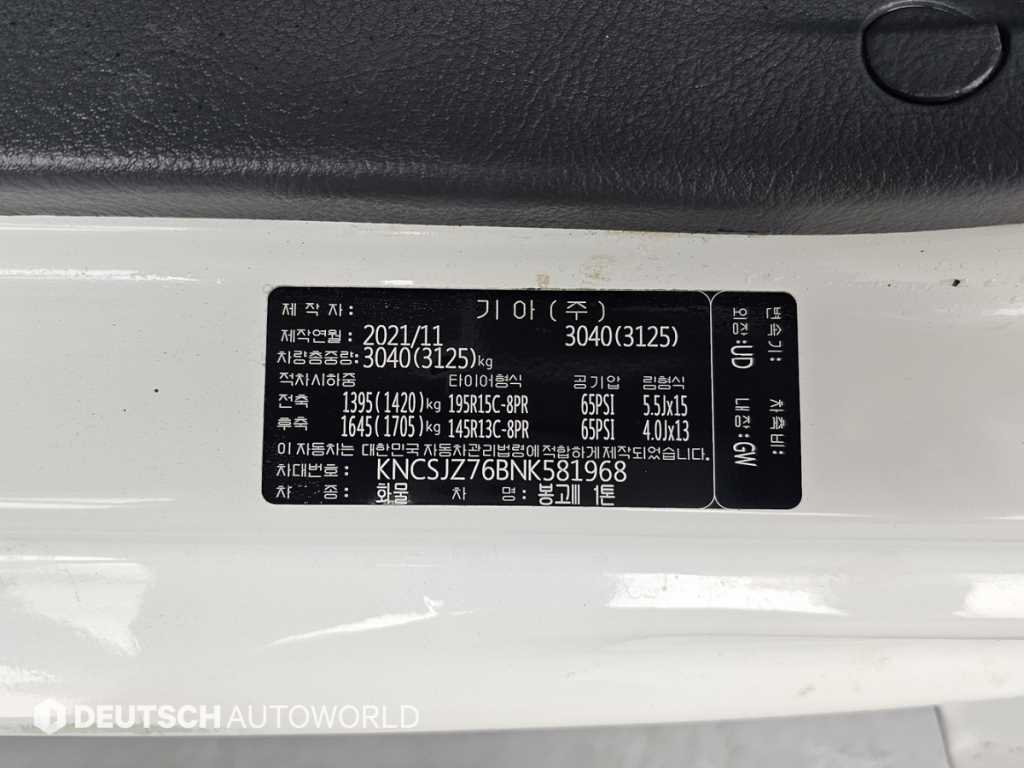 제 작 자 : 기 아 ( 주 )
제작연월 : 2021/11 3040(3125)
차량총중량: 3040(3125)kg
적차시하중 타이어형식 공기압 림형식
전축 1395(1420)kg 195R15C-8PR 65PSI 5.5Jx15
후축 1645(1705)kg 145R13C-8PR 65PSI 4.0Jx13
이 자동차는 대한민국 자동차관리법령에 적합하게 제작되었습니다.
차대번호: KNCSJZ76BNK581968
차 종 : 화물 차 명 : 봉고Ⅲ 1톤
변속기: 차축비:
외장: UD 내장: GW
DEUTSCH AUTOWORLD